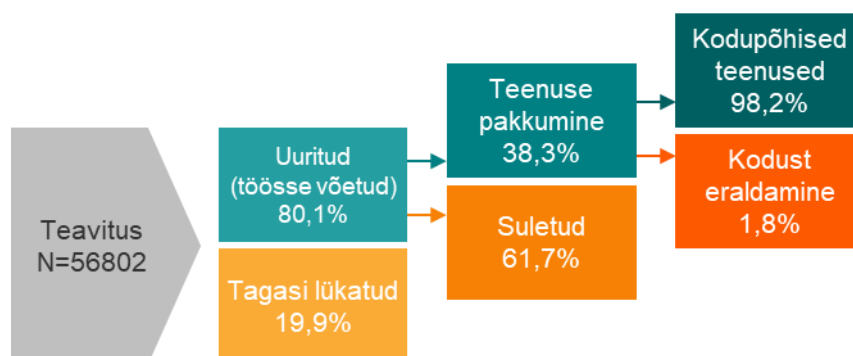 Teavitus
N=56802
Uuritud
(töösse võetud)
80,1%
Tagasi lükatud
19,9%
Teenuse
pakkumine
38,3%
Suletud
61,7%
Kodupõhised
teenused
98,2%
Kodust
eraldamine
1,8%